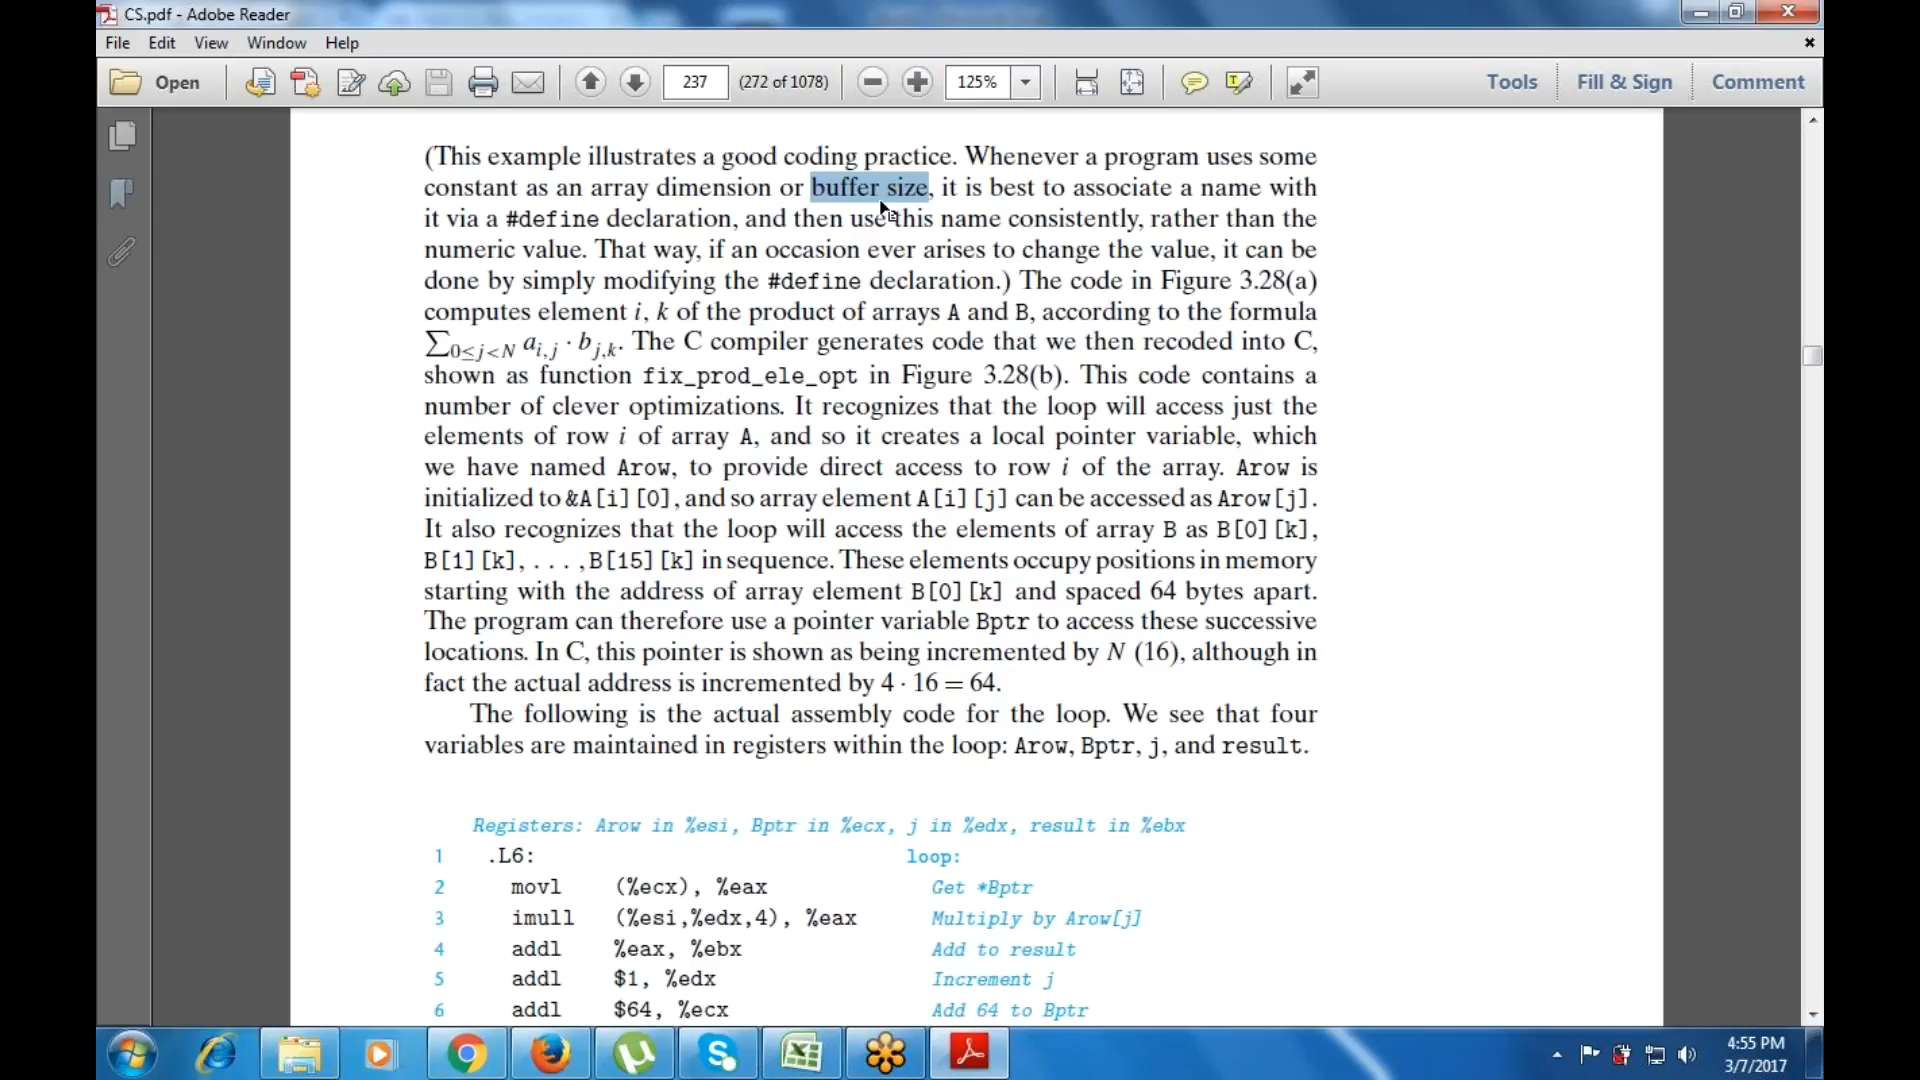 CS.pdf - Adobe Reader
File Edit View Window Help
Open 237 (272 of 1078) 125% Tools Fill & Sign Comment
(This example illustrates a good coding practice. Whenever a program uses some
constant as an array dimension or buffer size, it is best to associate a name with
it via a #define declaration, and then use this name consistently, rather than the
numeric value. That way, if an occasion ever arises to change the value, it can be
done by simply modifying the #define declaration.) The code in Figure 3.28(a)
computes element i, k of the product of arrays A and B, according to the formula
∑0≤j<N ai,j · bj,k. The C compiler generates code that we then recoded into C,
shown as function fix_prod_ele_opt in Figure 3.28(b). This code contains a
number of clever optimizations. It recognizes that the loop will access just the
elements of row i of array A, and so it creates a local pointer variable, which
we have named Arow, to provide direct access to row i of the array. Arow is
initialized to &A[i][0], and so array element A[i][j] can be accessed as Arow[j].
It also recognizes that the loop will access the elements of array B as B[0][k],
B[1][k], . . . , B[15][k] in sequence. These elements occupy positions in memory
starting with the address of array element B[0][k] and spaced 64 bytes apart.
The program can therefore use a pointer variable Bptr to access these successive
locations. In C, this pointer is shown as being incremented by N (16), although in
fact the actual address is incremented by 4 · 16 = 64.
The following is the actual assembly code for the loop. We see that four
variables are maintained in registers within the loop: Arow, Bptr, j, and result.
Registers: Arow in %esi, Bptr in %ecx, j in %edx, result in %ebx
1 .L6: loop:
2 movl (%ecx), %eax Get *Bptr
3 imull (%esi,%edx,4), %eax Multiply by Arow[j]
4 addl %eax, %ebx Add to result
5 addl $1, %edx Increment j
6 addl $64, %ecx Add 64 to Bptr
4:55 PM
3/7/2017